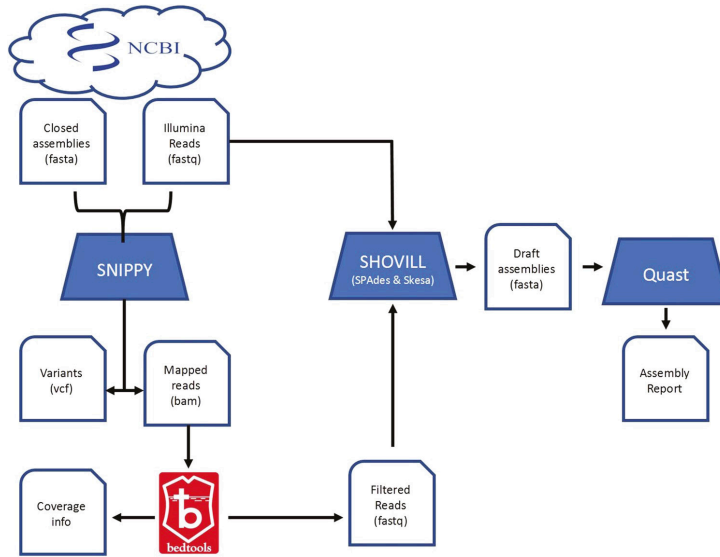 NCBI
Closed
assemblies
(fasta)
Illumina
Reads
(fastq)
SNIPPY
SHOVILL
(SPAdes & Skesa)
Draft
assemblies
(fasta)
Quast
Variants
(vcf)
Mapped
reads
(bam)
Assembly
Report
Coverage
info
b
bedtools
Filtered
Reads
(fastq)